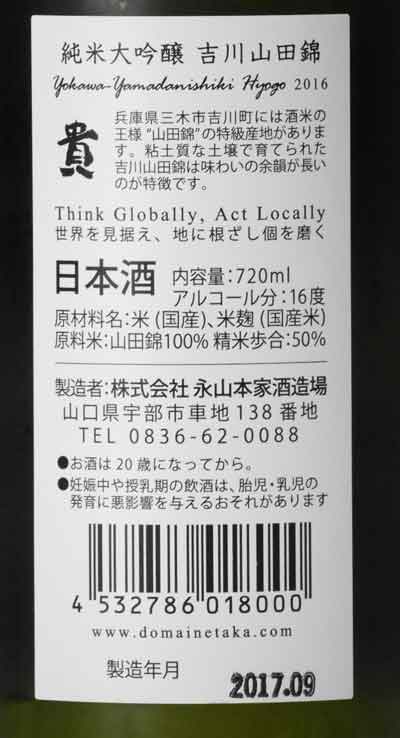 純米大吟醸 吉川山田錦
Yokawa-Yamadanishiki Hyogo 2016
貴
兵庫県三木市吉川町には酒米の
王様“山田錦”の特級産地がありま
す。粘土質な土壌で育てられた
吉川山田錦は味わいの余韻が長い
のが特徴です。
Think Globally, Act Locally
世界を見据え、地に根ざし個を磨く
日本酒
内容量:720ml
アルコール分:16度
原材料名:米(国産)、米麹(国産米)
原料米:山田錦100% 精米歩合:50%
製造者:株式会社 永山本家酒造場
山口県宇部市車地138番地
TEL 0836-62-0088
●お酒は20歳になってから。
●妊娠中や授乳期の飲酒は、胎児・乳児の
発育に悪影響を与えるおそれがあります
4 532786 018000
www.domainetaka.com
製造年月
2017.09